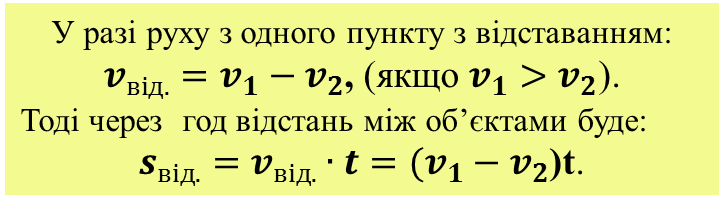 У разі руху з одного пункту з відставанням:
𝒗від. = 𝒗𝟏 − 𝒗𝟐, (якщо 𝒗𝟏 > 𝒗𝟐).
Тоді через  год відстань між об’єктами буде:
𝒔від. = 𝒗від. ∙ 𝒕 = (𝒗𝟏 − 𝒗𝟐)t.